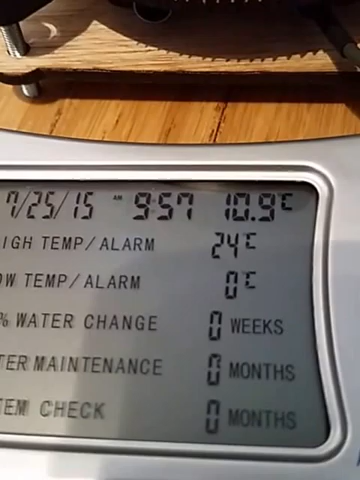 7/25/15 AM 9:57 10.9°C
HIGH TEMP/ALARM 24°C
LOW TEMP/ALARM 0°C
% WATER CHANGE 0 WEEKS
TER MAINTENANCE 0 MONTHS
TEM CHECK 0 MONTHS